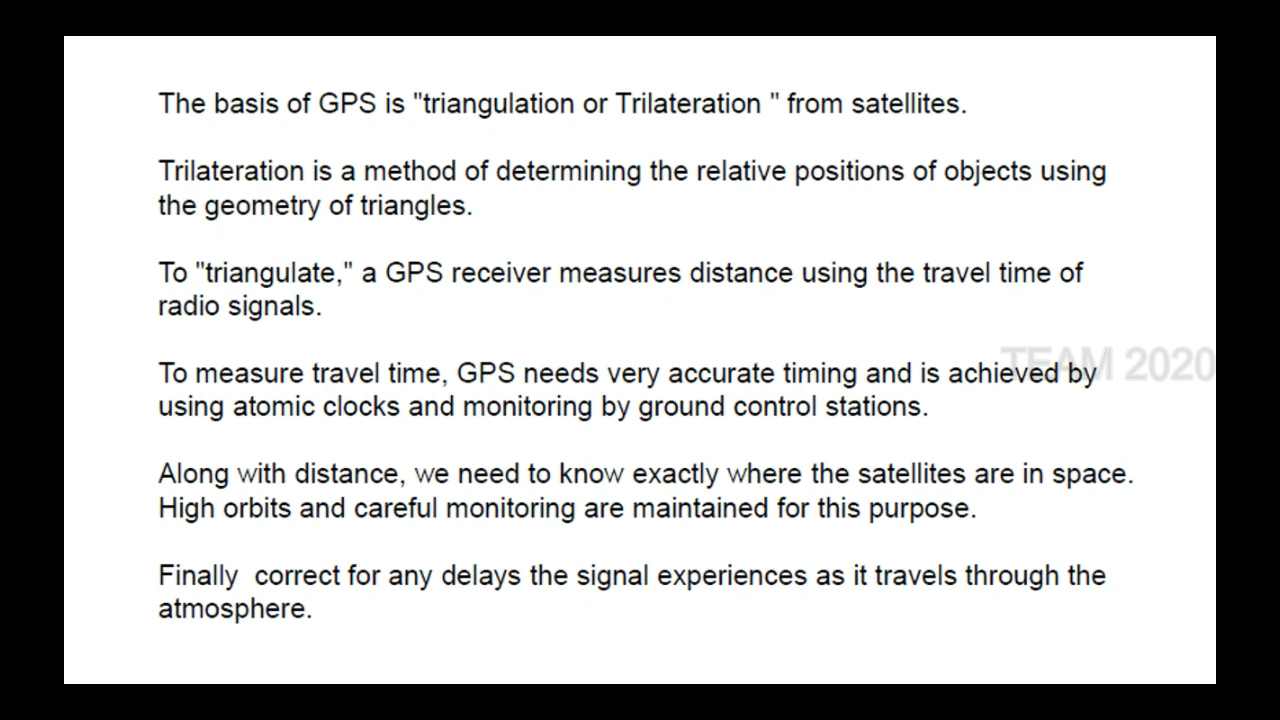 The basis of GPS is "triangulation or Trilateration " from satellites.
Trilateration is a method of determining the relative positions of objects using
the geometry of triangles.
To "triangulate," a GPS receiver measures distance using the travel time of
radio signals.
TEAM 2020
To measure travel time, GPS needs very accurate timing and is achieved by
using atomic clocks and monitoring by ground control stations.
Along with distance, we need to know exactly where the satellites are in space.
High orbits and careful monitoring are maintained for this purpose.
Finally  correct for any delays the signal experiences as it travels through the
atmosphere.